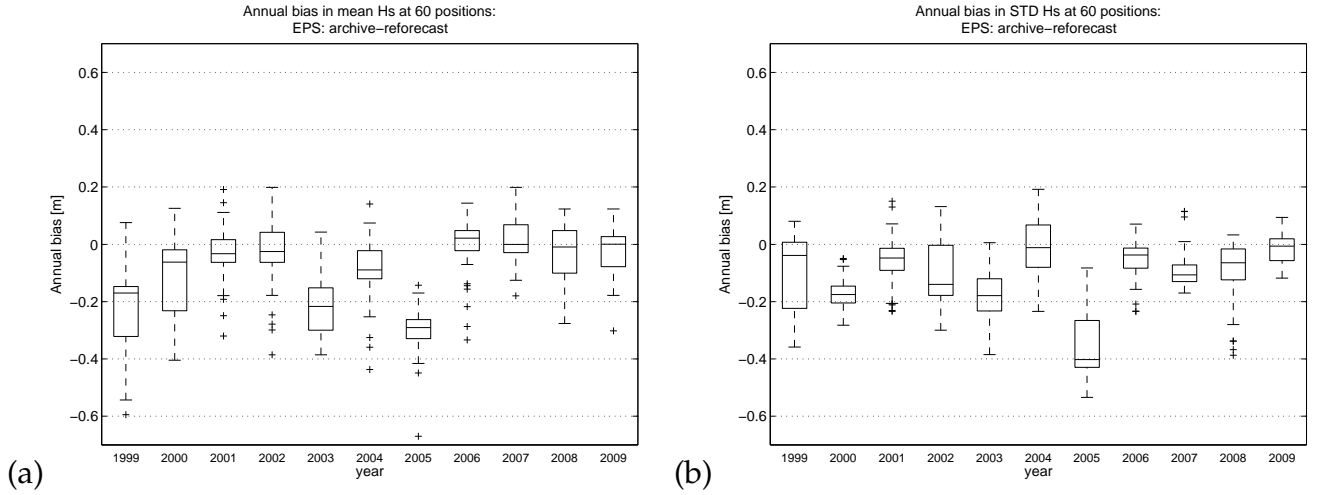 Annual bias in mean Hs at 60 positions:
EPS: archive−reforecast
0.6
0.4
0.2
0
−0.2
−0.4
−0.6
Annual bias [m]
1999 2000 2001 2002 2003 2004 2005 2006 2007 2008 2009
year
(a)
Annual bias in STD Hs at 60 positions:
EPS: archive−reforecast
0.6
0.4
0.2
0
−0.2
−0.4
−0.6
Annual bias [m]
1999 2000 2001 2002 2003 2004 2005 2006 2007 2008 2009
year
(b)